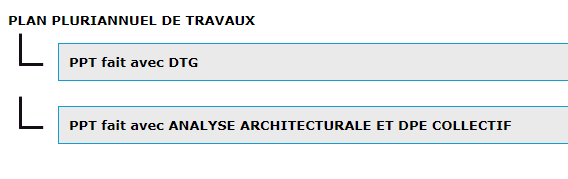 PLAN PLURIANNUEL DE TRAVAUX
PPT fait avec DTG
PPT fait avec ANALYSE ARCHITECTURALE ET DPE COLLECTIF